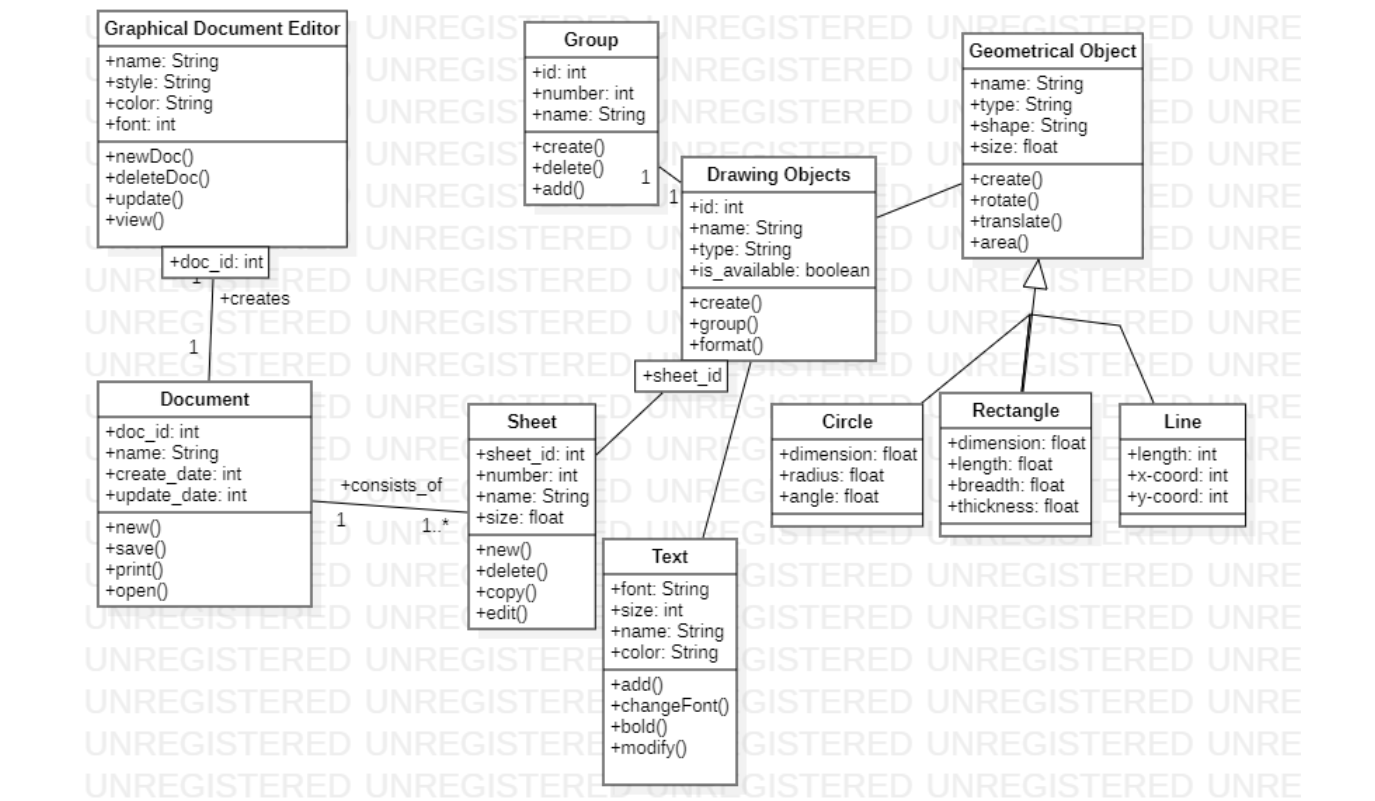 Graphical Document Editor
+name: String
+style: String
+color: String
+font: int
+newDoc()
+deleteDoc()
+update()
+view()
+doc_id: int
1
+creates
1
Document
+doc_id: int
+name: String
+create_date: int
+update_date: int
+new()
+save()
+print()
+open()
+consists_of
1
1..*
Sheet
+sheet_id: int
+number: int
+name: String
+size: float
+new()
+delete()
+copy()
+edit()
Group
+id: int
+number: int
+name: String
+create()
+delete()
+add()
1
1
Drawing Objects
+id: int
+name: String
+type: String
+is_available: boolean
+create()
+group()
+format()
+sheet_id
Text
+font: String
+size: int
+name: String
+color: String
+add()
+changeFont()
+bold()
+modify()
Geometrical Object
+name: String
+type: String
+shape: String
+size: float
+create()
+rotate()
+translate()
+area()
Circle
+dimension: float
+radius: float
+angle: float
Rectangle
+dimension: float
+length: float
+breadth: float
+thickness: float
Line
+length: int
+x-coord: int
+y-coord: int
UNREGISTERED